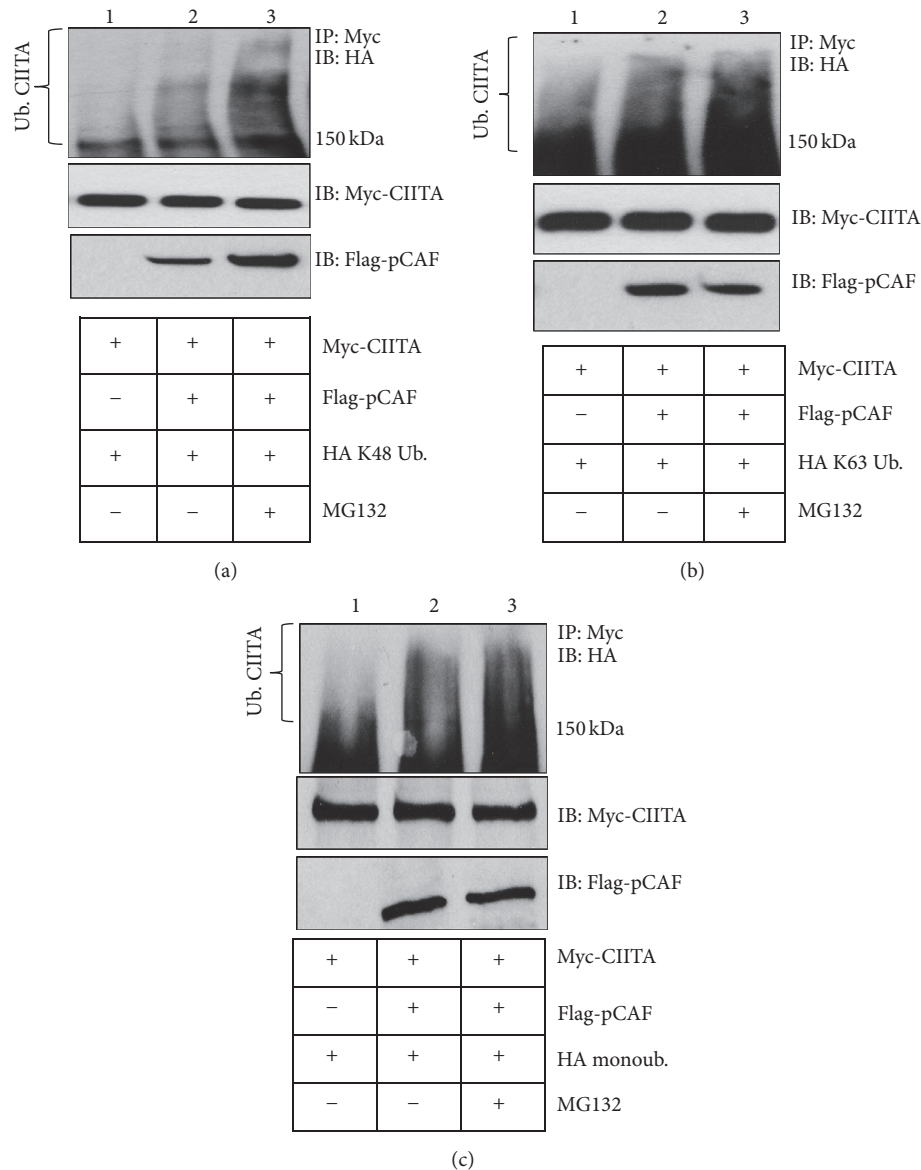 1 2 3
IP: Myc
IB: HA
Ub. CIITA
150 kDa
IB: Myc-CIITA
IB: Flag-pCAF
+ + + Myc-CIITA
− + + Flag-pCAF
+ + + HA K48 Ub.
− − + MG132
(a)
1 2 3
IP: Myc
IB: HA
Ub. CIITA
150 kDa
IB: Myc-CIITA
IB: Flag-pCAF
+ + + Myc-CIITA
− + + Flag-pCAF
+ + + HA K63 Ub.
− − + MG132
(b)
1 2 3
IP: Myc
IB: HA
Ub. CIITA
150 kDa
IB: Myc-CIITA
IB: Flag-pCAF
+ + + Myc-CIITA
− + + Flag-pCAF
+ + + HA monoub.
− − + MG132
(c)